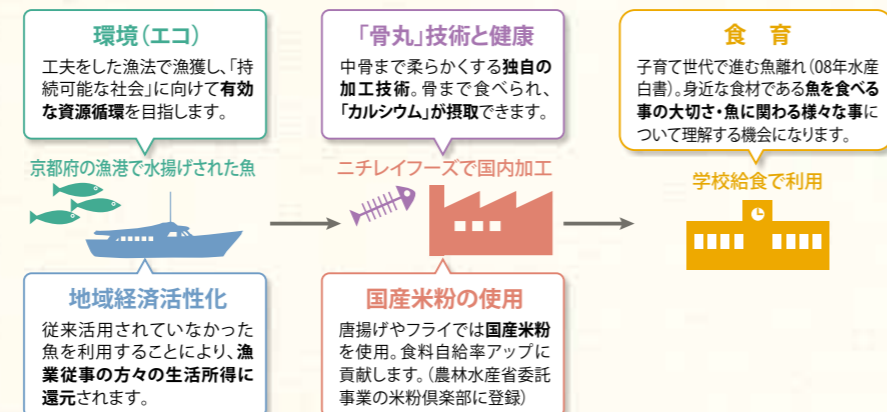 環境（エコ）
工夫をした漁法で漁獲し、「持
続可能な社会」に向けて有効
な資源循環を目指します。
京都府の漁港で水揚げされた魚
地域経済活性化
従来活用されていなかった
魚を利用することにより、漁
業従事の方々の生活所得に
還元されます。
「骨丸」技術と健康
中骨まで柔らかくする独自の
加工技術。骨まで食べられ、
「カルシウム」が摂取できます。
ニチレイフーズで国内加工
国産米粉の使用
唐揚げやフライでは国産米粉
を使用。食料自給率アップに
貢献します。（農林水産省委託
事業の米粉倶楽部に登録）
食　育
子育て世代で進む魚離れ（08年水産
白書）。身近な食材である魚を食べる
事の大切さ・魚に関わる様々な事に
ついて理解する機会になります。
学校給食で利用